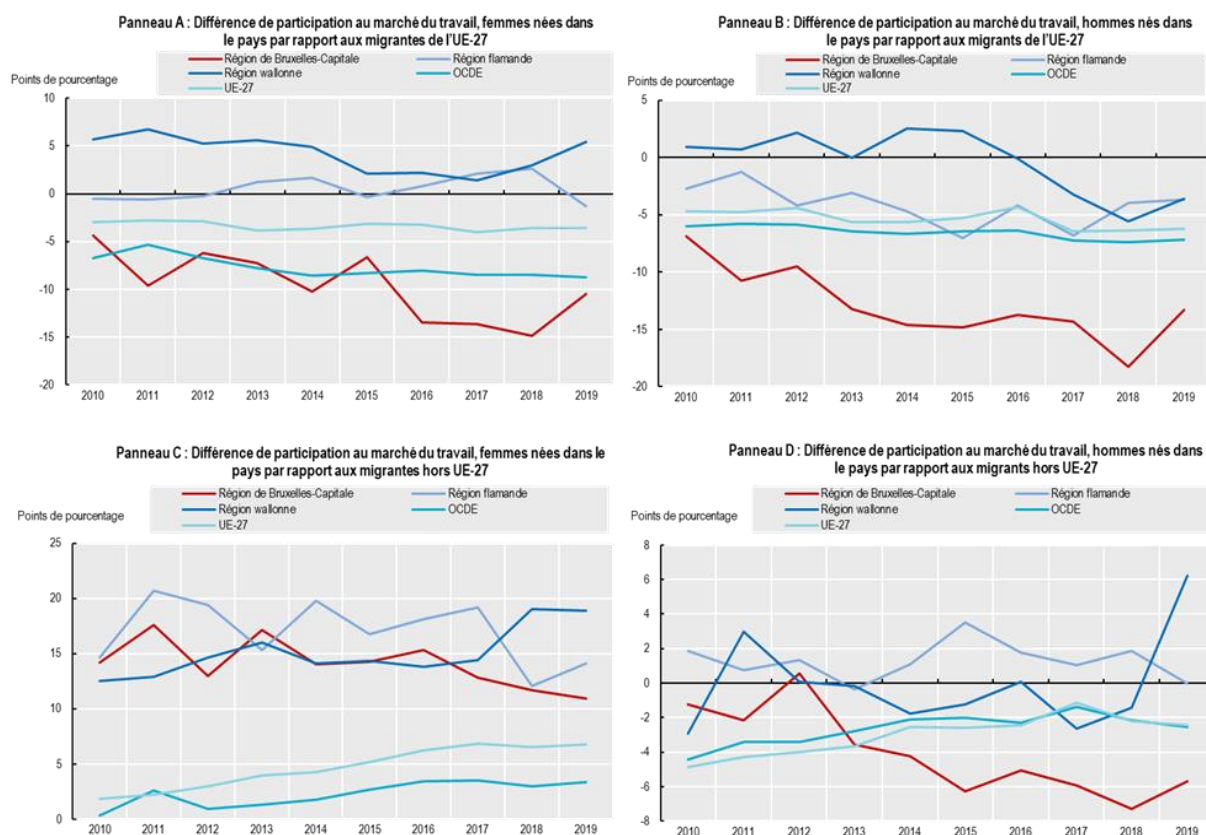 Panneau A : Différence de participation au marché du travail, femmes nées dans
le pays par rapport aux migrantes de l'UE-27
Région de Bruxelles-Capitale
Région flamande
Région wallonne
OCDE
UE-27
Points de pourcentage
10
5
0
-5
-10
-15
-20
2010 2011 2012 2013 2014 2015 2016 2017 2018 2019
Panneau B : Différence de participation au marché du travail, hommes nés dans
le pays par rapport aux migrants de l'UE-27
Région de Bruxelles-Capitale
Région flamande
Région wallonne
OCDE
UE-27
Points de pourcentage
5
0
-5
-10
-15
-20
2010 2011 2012 2013 2014 2015 2016 2017 2018 2019
Panneau C : Différence de participation au marché du travail, femmes nées dans le
pays par rapport aux migrantes hors UE-27
Région de Bruxelles-Capitale
Région flamande
Région wallonne
OCDE
UE-27
Points de pourcentage
25
20
15
10
5
0
2010 2011 2012 2013 2014 2015 2016 2017 2018 2019
Panneau D : Différence de participation au marché du travail, hommes nés dans
le pays par rapport aux migrants hors UE-27
Région de Bruxelles-Capitale
Région flamande
Région wallonne
OCDE
UE-27
Points de pourcentage
8
6
4
2
0
-2
-4
-6
-8
2010 2011 2012 2013 2014 2015 2016 2017 2018 2019